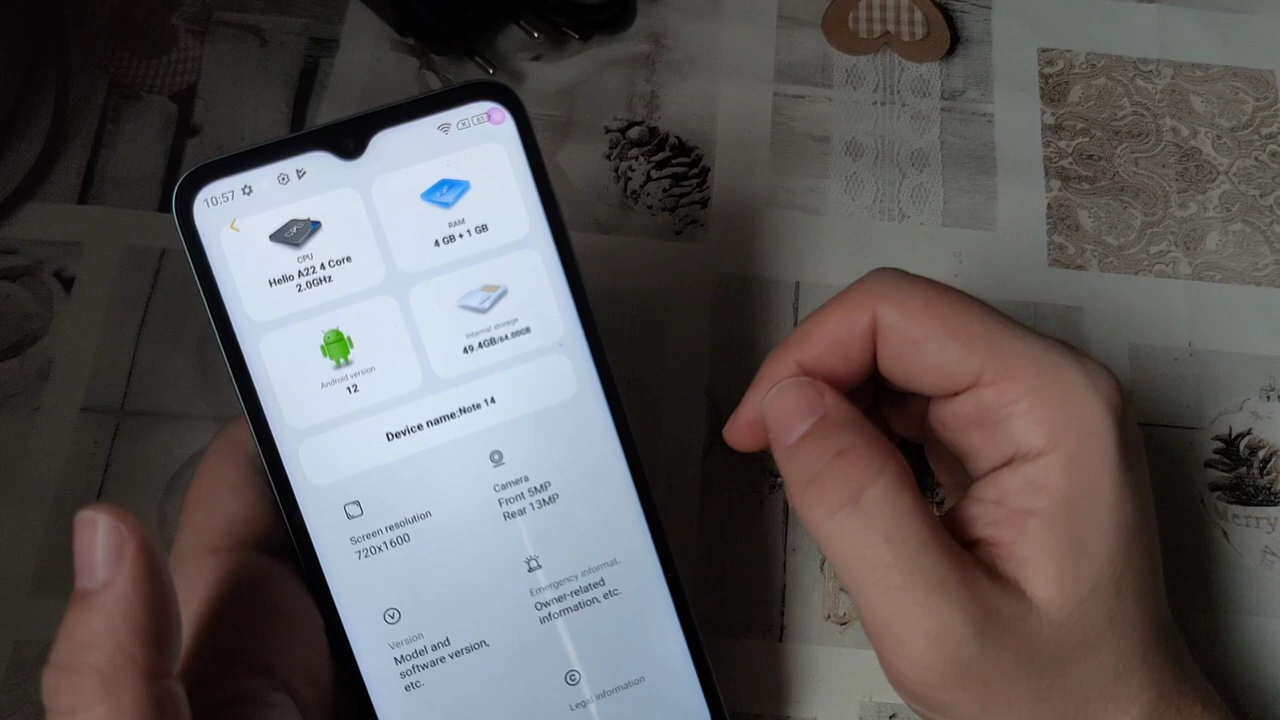 10:57
61
CPU
Helio A22 4 Core
2.0GHz
RAM
4 GB + 1 GB
Android version
12
Internal storage
49.4GB/64.00GB
Device name:Note 14
Screen resolution
720x1600
Camera
Front 5MP
Rear 13MP
Version
Model and
software version,
etc.
Emergency informat..
Owner-related
information, etc.
Legal information
Merry